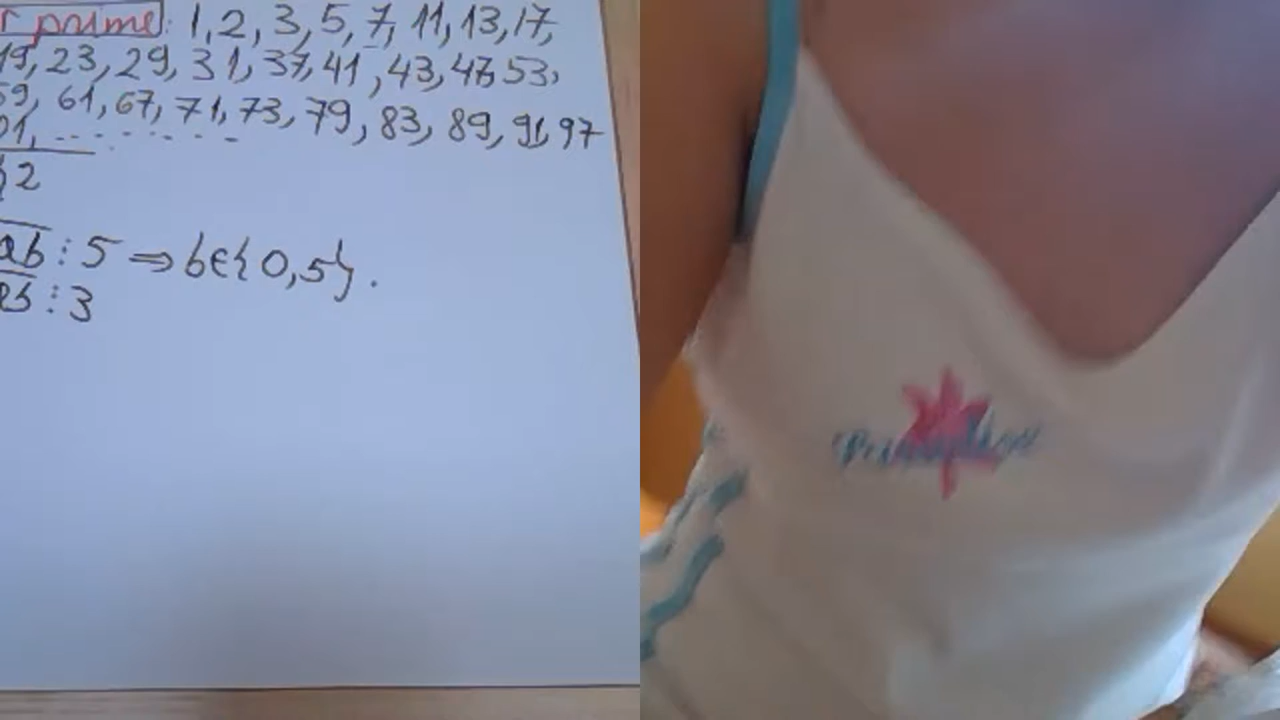 r prime: 1, 2, 3, 5, 7, 11, 13, 17,
19, 23, 29, 31, 37, 41, 43, 47, 53,
59, 61, 67, 71, 73, 79, 83, 89, 91, 97
01, ........
2
ab ⋮ 5 ⇒ b∈{0,5}.
⋮ 3